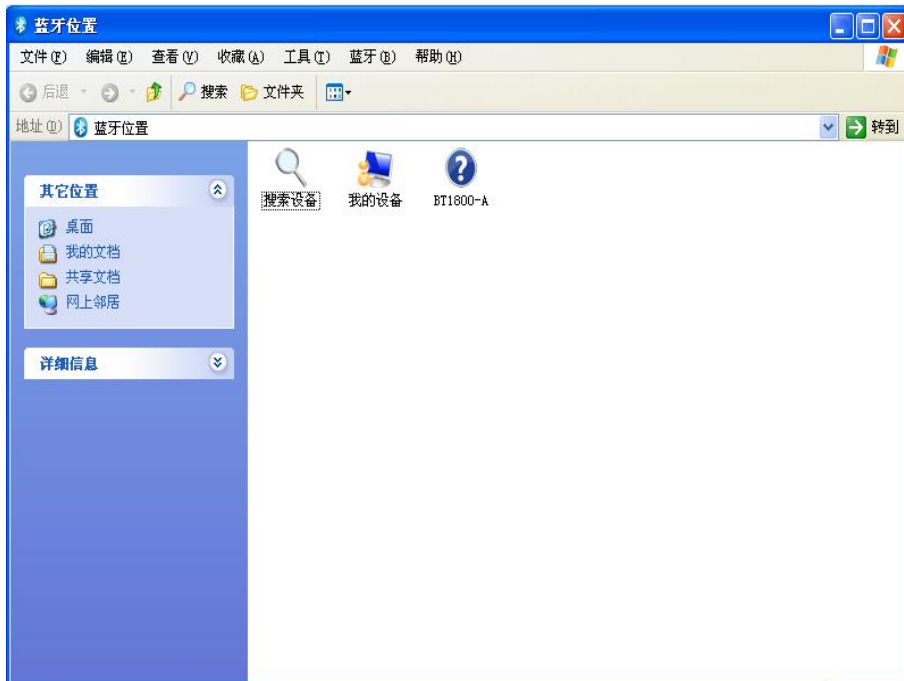 蓝牙位置
文件(F) 编辑(E) 查看(V) 收藏(A) 工具(T) 蓝牙(B) 帮助(H)
后退 搜索 文件夹
地址(D) 蓝牙位置 转到
其它位置
桌面
我的文档
共享文档
网上邻居
详细信息
搜索设备 我的设备 BT1800-A